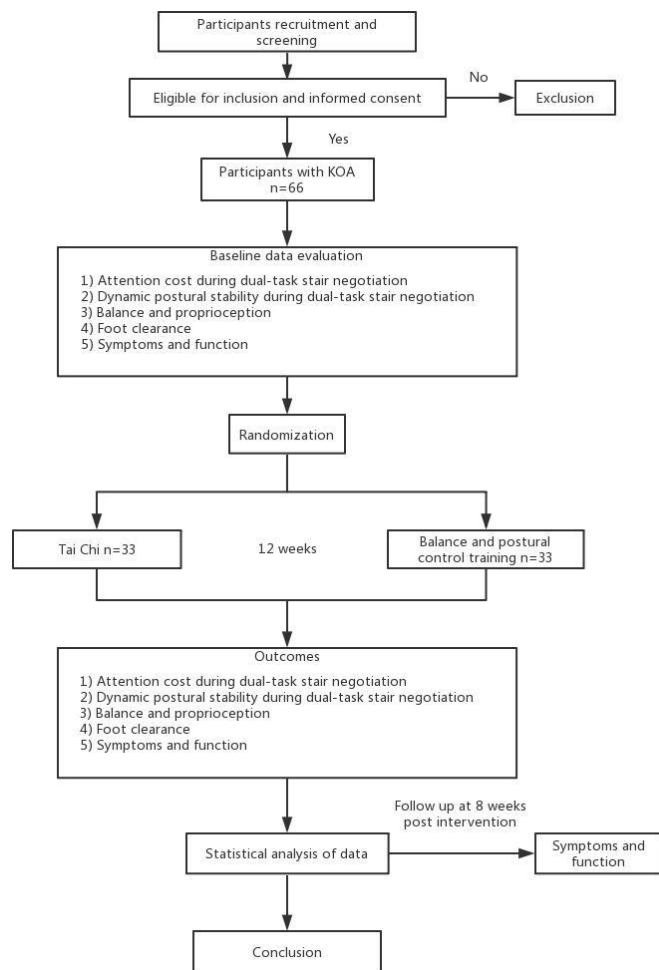 Participants recruitment and
screening
Eligible for inclusion and informed consent
No
Exclusion
Yes
Participants with KOA
n=66
Baseline data evaluation
1) Attention cost during dual-task stair negotiation
2) Dynamic postural stability during dual-task stair negotiation
3) Balance and proprioception
4) Foot clearance
5) Symptoms and function
Randomization
Tai Chi n=33
12 weeks
Balance and postural
control training n=33
Outcomes
1) Attention cost during dual-task stair negotiation
2) Dynamic postural stability during dual-task stair negotiation
3) Balance and proprioception
4) Foot clearance
5) Symptoms and function
Follow up at 8 weeks
post intervention
Statistical analysis of data
Symptoms and
function
Conclusion